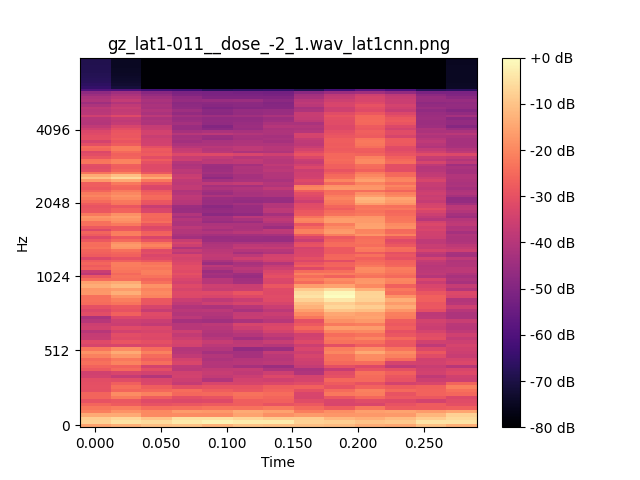 gz_lat1-011__dose_-2_1.wav_lat1cnn.png
Hz
4096
2048
1024
512
0
0.000 0.050 0.100 0.150 0.200 0.250
Time
+0 dB
-10 dB
-20 dB
-30 dB
-40 dB
-50 dB
-60 dB
-70 dB
-80 dB